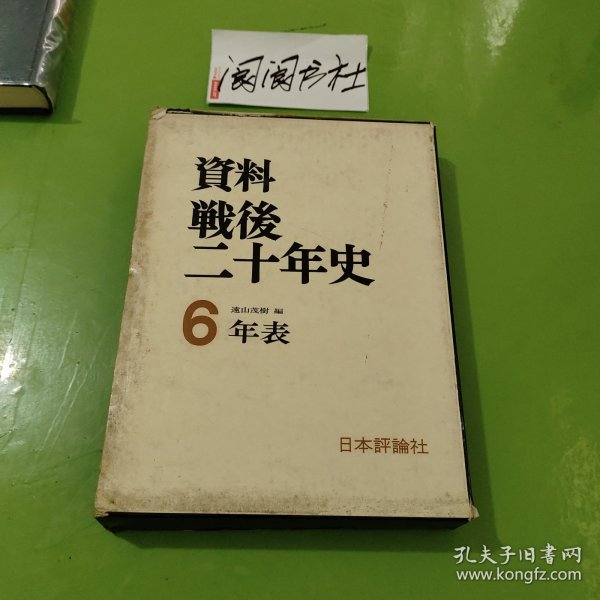 阅阅书社
資料
戦後
二十年史
6 遠山茂樹 編
年表
日本評論社
孔夫子旧书网
www.kongfz.com